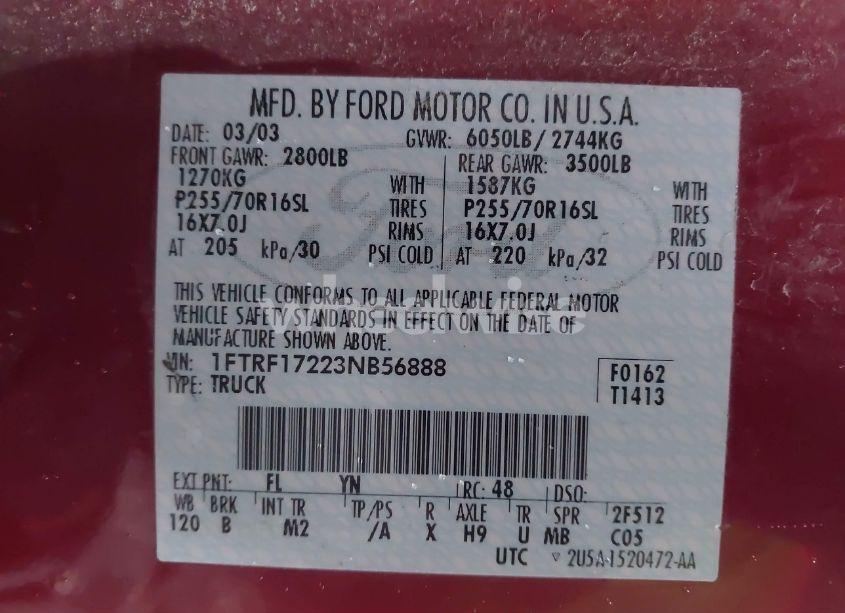 MFD. BY FORD MOTOR CO. IN U.S.A.
DATE: 03/03 GVWR: 6050LB/ 2744KG
FRONT GAWR: 2800LB REAR GAWR: 3500LB
1270KG WITH 1587KG WITH
P255/70R16SL TIRES P255/70R16SL TIRES
16X7.0J RIMS 16X7.0J RIMS
AT 205 kPa/30 PSI COLD AT 220 kPa/32 PSI COLD
Ford
THIS VEHICLE CONFORMS TO ALL APPLICABLE FEDERAL MOTOR
VEHICLE SAFETY STANDARDS IN EFFECT ON THE DATE OF
MANUFACTURE SHOWN ABOVE.
VIN: 1FTRF17223NB56888 F0162
TYPE: TRUCK T1413
EXT PNT: FL YN RC: 48 DSO:
WB BRK INT TR TP/PS R AXLE TR SPR 2F512
120 B M2 /A X H9 U MB C05
UTC ▿ 2U5A-1520472-AA